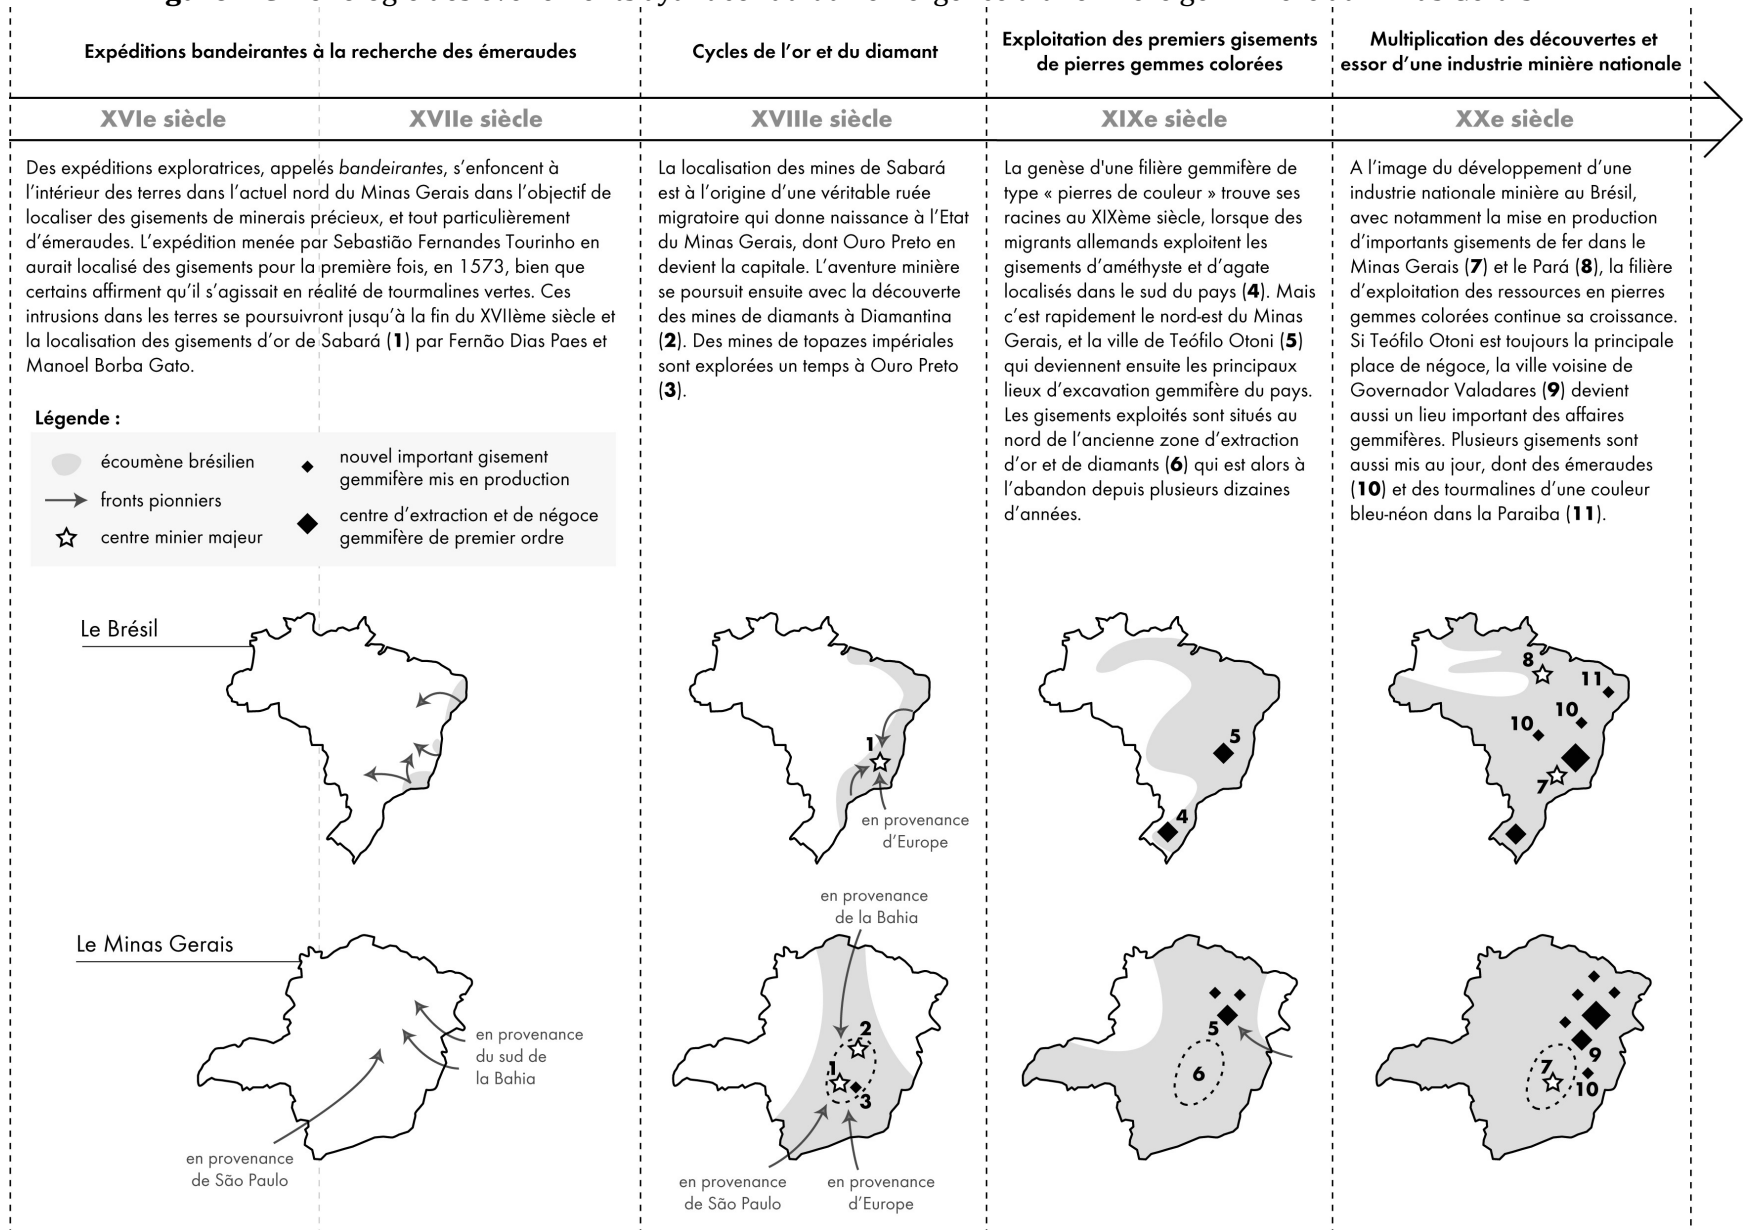 Expéditions bandeirantes à la recherche des émeraudes
Cycles de l'or et du diamant
Exploitation des premiers gisements
de pierres gemmes colorées
Multiplication des découvertes et
essor d'une industrie minière nationale
XVIe siècle
XVIIe siècle
XVIIIe siècle
XIXe siècle
XXe siècle
Des expéditions exploratrices, appelés bandeirantes, s'enfoncent à
l'intérieur des terres dans l'actuel nord du Minas Gerais dans l'objectif de
localiser des gisements de minerais précieux, et tout particulièrement
d'émeraudes. L'expédition menée par Sebastião Fernandes Tourinho en
aurait localisé des gisements pour la première fois, en 1573, bien que
certains affirment qu'il s'agissait en réalité de tourmalines vertes. Ces
intrusions dans les terres se poursuivront jusqu'à la fin du XVIIème siècle et
la localisation des gisements d'or de Sabará (1) par Fernão Dias Paes et
Manoel Borba Gato.
La localisation des mines de Sabará
est à l'origine d'une véritable ruée
migratoire qui donne naissance à l'Etat
du Minas Gerais, dont Ouro Preto en
devient la capitale. L'aventure minière
se poursuit ensuite avec la découverte
des mines de diamants à Diamantina
(2). Des mines de topazes impériales
sont explorées un temps à Ouro Preto
(3).
La genèse d'une filière gemmifère de
type « pierres de couleur » trouve ses
racines au XIXème siècle, lorsque des
migrants allemands exploitent les
gisements d'améthyste et d'agate
localisés dans le sud du pays (4). Mais
c'est rapidement le nord-est du Minas
Gerais, et la ville de Teófilo Otoni (5)
qui deviennent ensuite les principaux
lieux d'excavation gemmifère du pays.
Les gisements exploités sont situés au
nord de l'ancienne zone d'extraction
d'or et de diamants (6) qui est alors à
l'abandon depuis plusieurs dizaines
d'années.
A l'image du développement d'une
industrie nationale minière au Brésil,
avec notamment la mise en production
d'importants gisements de fer dans le
Minas Gerais (7) et le Pará (8), la filière
d'exploitation des ressources en pierres
gemmes colorées continue sa croissance.
Si Teófilo Otoni est toujours la principale
place de négoce, la ville voisine de
Governador Valadares (9) devient
aussi un lieu important des affaires
gemmifères. Plusieurs gisements sont
aussi mis au jour, dont des émeraudes
(10) et des tourmalines d'une couleur
bleu-néon dans la Paraiba (11).
Légende :
écoumène brésilien
fronts pionniers
centre minier majeur
nouvel important gisement
gemmifère mis en production
centre d'extraction et de négoce
gemmifère de premier ordre
Le Brésil
1
en provenance
d'Europe
5
4
8
11
10
10
7
Le Minas Gerais
en provenance
du sud de
la Bahia
en provenance
de São Paulo
en provenance
de la Bahia
2
1
3
en provenance
de São Paulo
en provenance
d'Europe
5
6
7
9
10